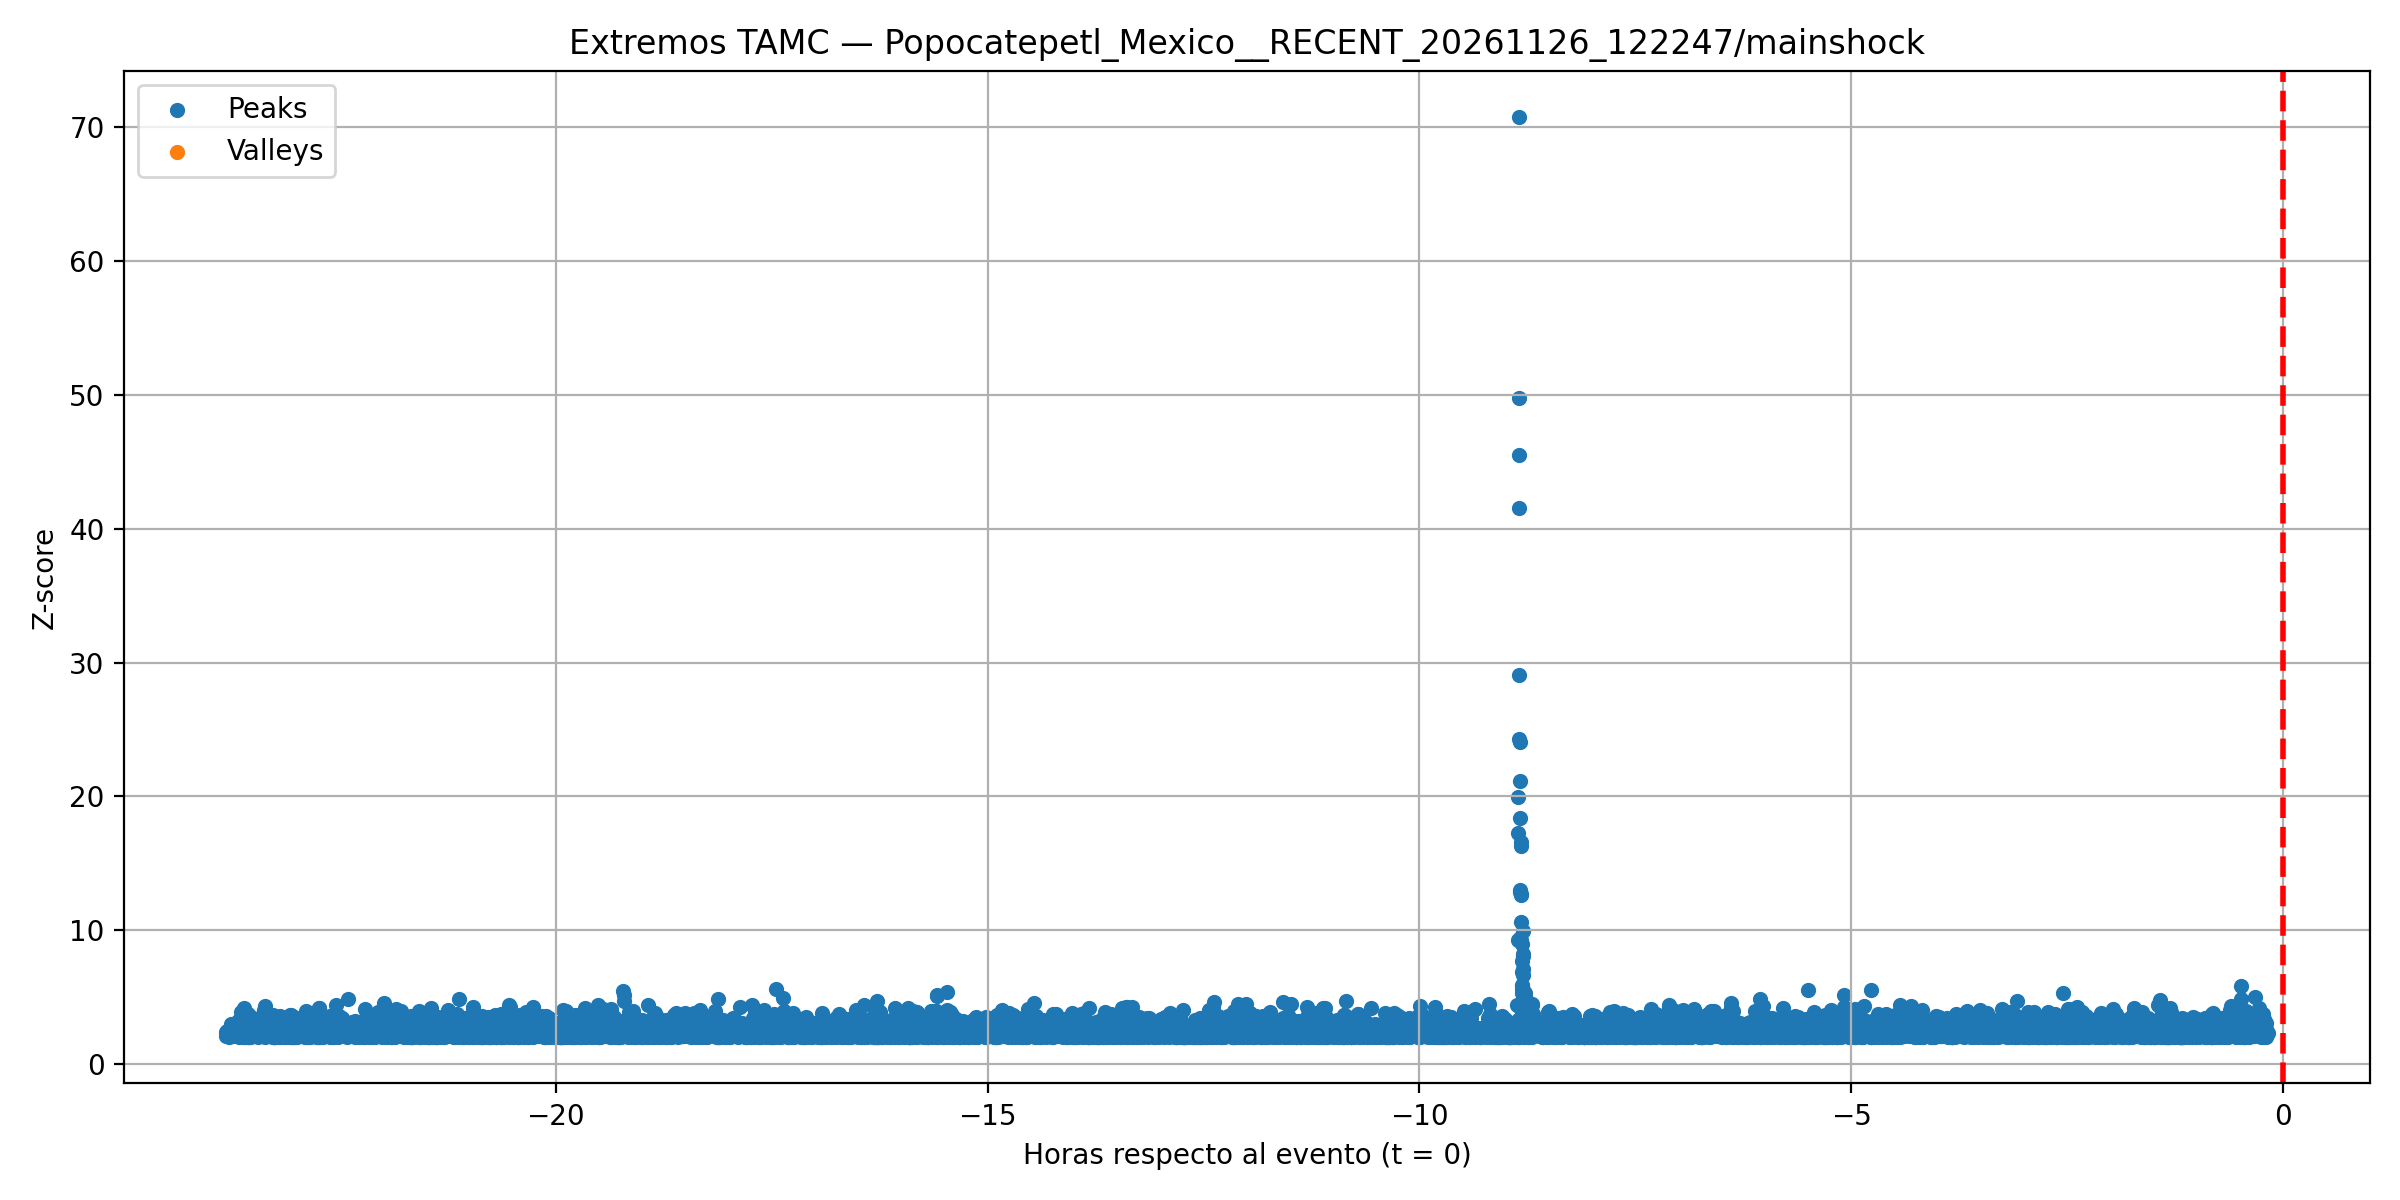 Extremos TAMC — Popocatepetl_Mexico__RECENT_20261126_122247/mainshock
Peaks
Valleys
Z-score
70
60
50
40
30
20
10
0
−20
−15
−10
−5
0
Horas respecto al evento (t = 0)